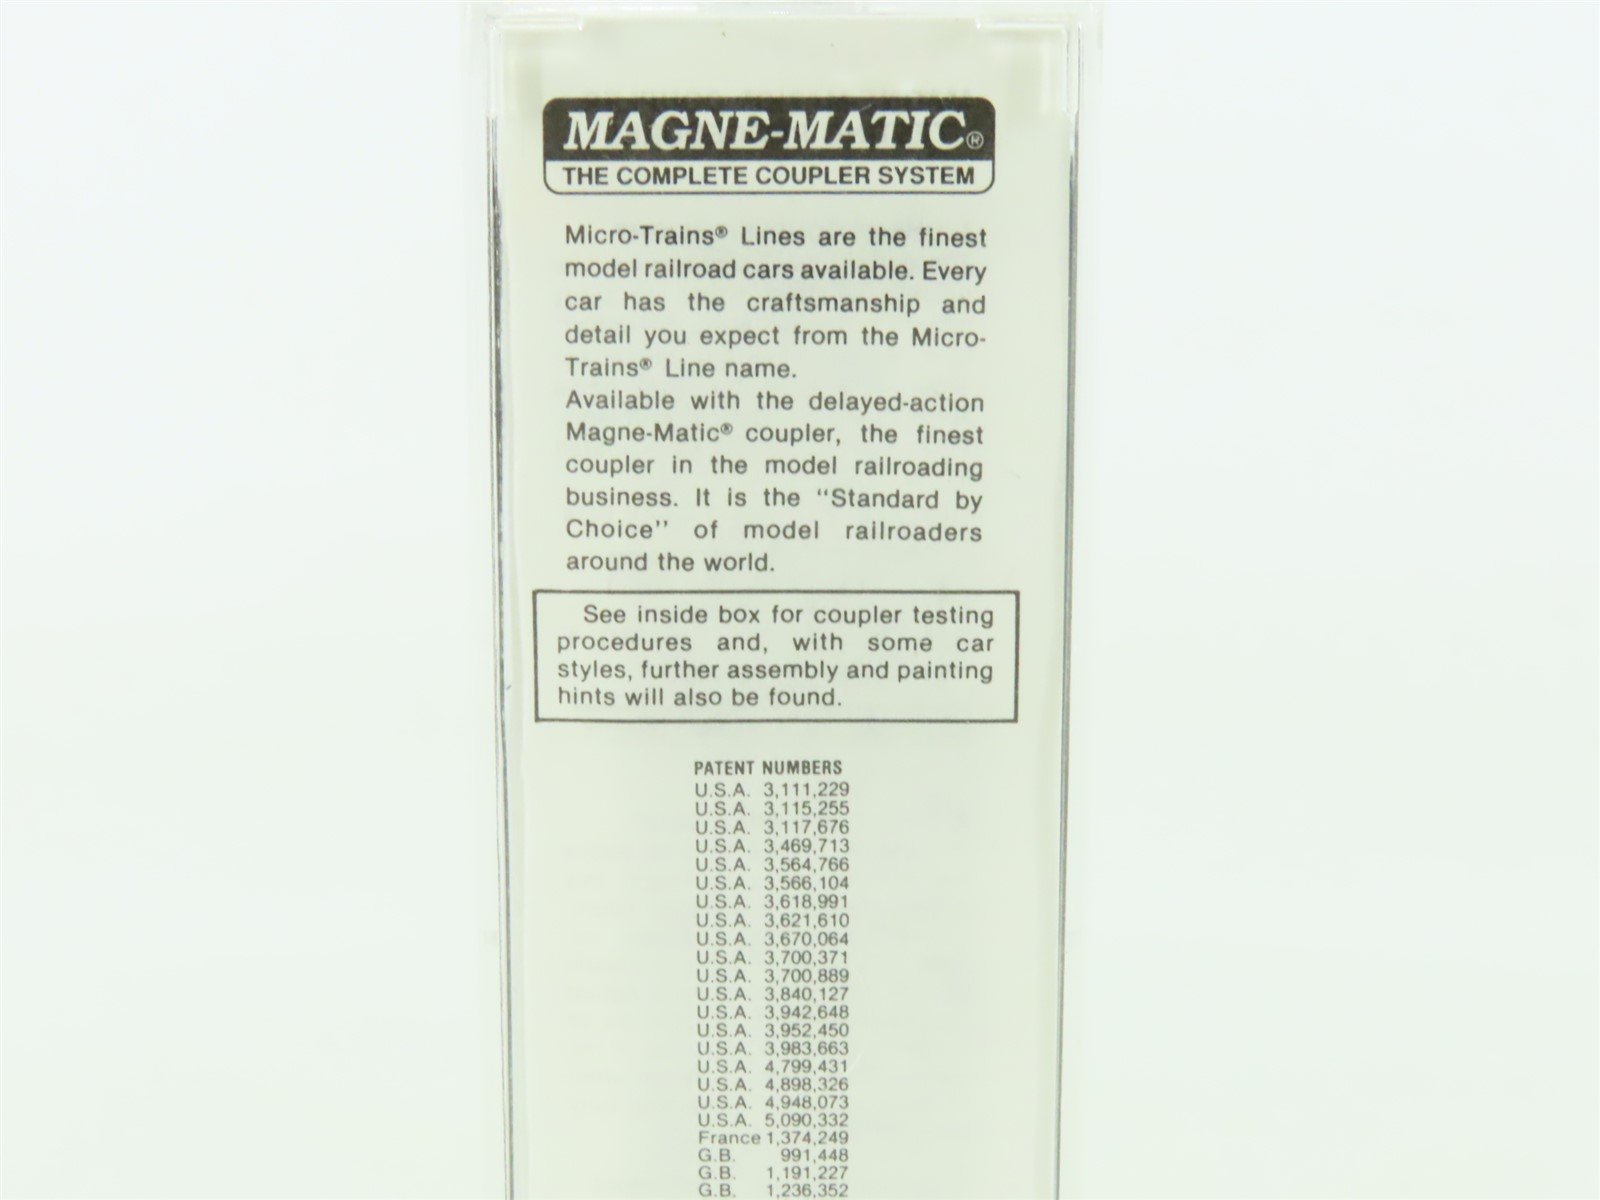 MAGNE-MATIC®
THE COMPLETE COUPLER SYSTEM
Micro-Trains® Lines are the finest
model railroad cars available. Every
car has the craftsmanship and
detail you expect from the Micro-
Trains® Line name.
Available with the delayed-action
Magne-Matic® coupler, the finest
coupler in the model railroading
business. It is the “Standard by
Choice” of model railroaders
around the world.
See inside box for coupler testing
procedures and, with some car
styles, further assembly and painting
hints will also be found.
PATENT NUMBERS
U.S.A. 3,111,229
U.S.A. 3,115,255
U.S.A. 3,117,676
U.S.A. 3,469,713
U.S.A. 3,564,766
U.S.A. 3,566,104
U.S.A. 3,618,991
U.S.A. 3,621,610
U.S.A. 3,670,064
U.S.A. 3,700,371
U.S.A. 3,700,889
U.S.A. 3,840,127
U.S.A. 3,942,648
U.S.A. 3,952,450
U.S.A. 3,983,663
U.S.A. 4,799,431
U.S.A. 4,898,326
U.S.A. 4,948,073
U.S.A. 5,090,332
France 1,374,249
G.B. 991,448
G.B. 1,191,227
G.B. 1,236,352